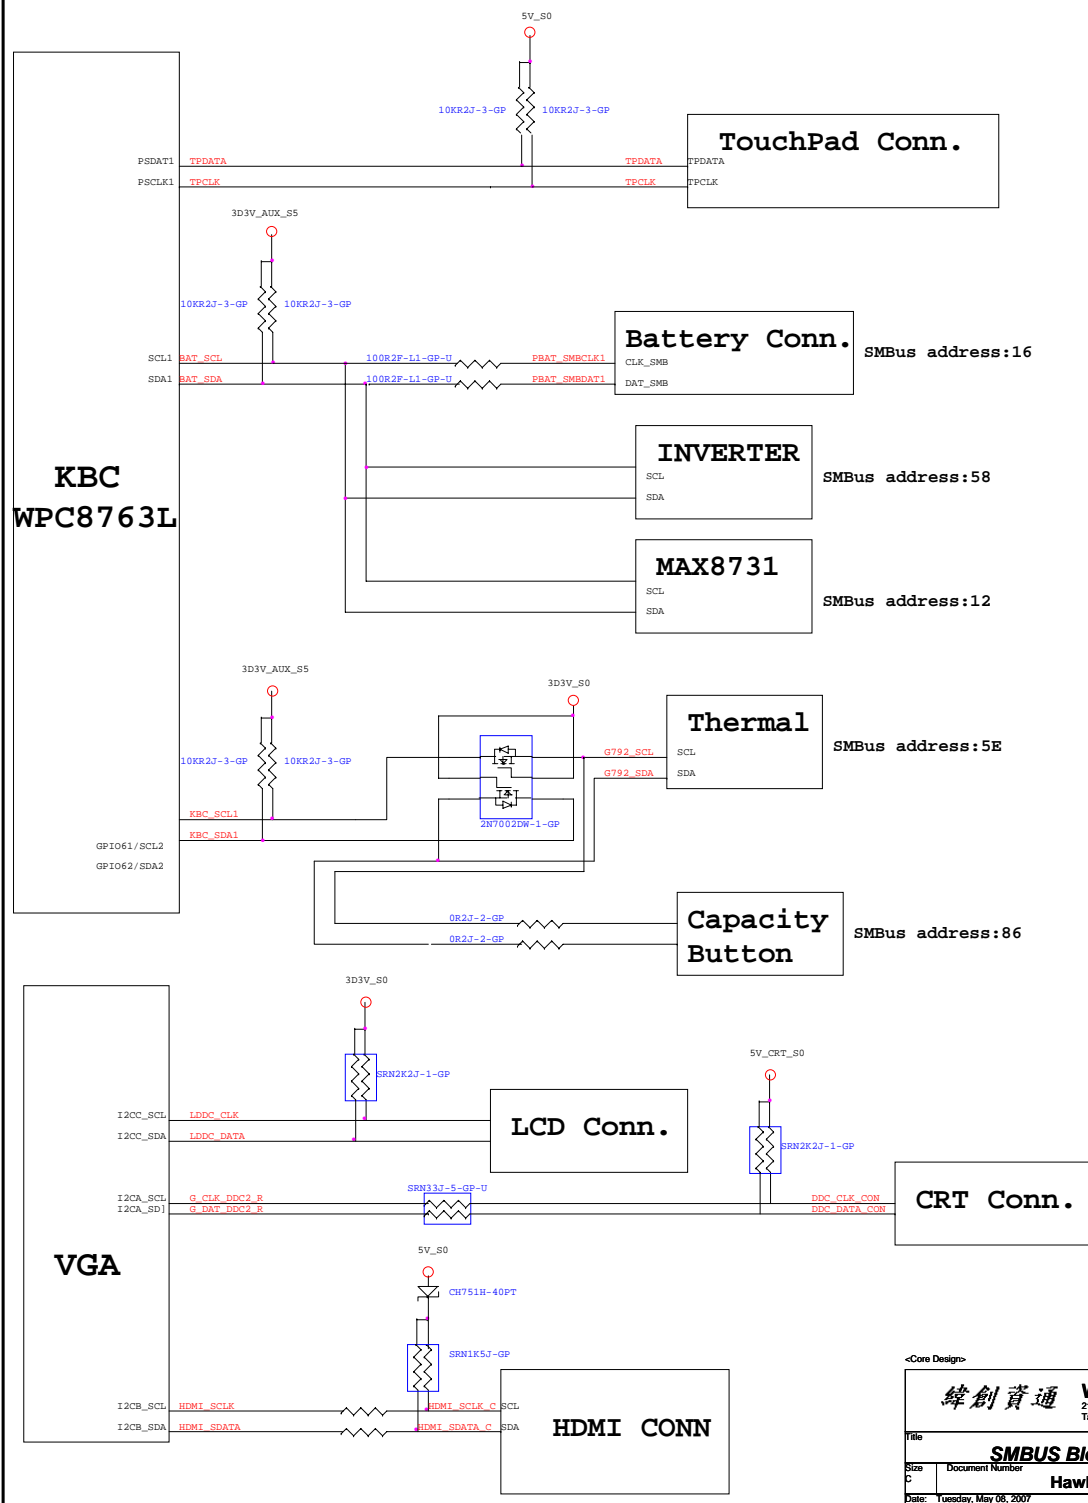 5V_S0
10KR2J-3-GP 10KR2J-3-GP
TouchPad Conn.
PSDAT1 TPDATA TPDATA TPDATA
PSCLK1 TPCLK TPCLK TPCLK
3D3V_AUX_S5
10KR2J-3-GP 10KR2J-3-GP
Battery Conn.
SMBus address:16
SCL1 BAT_SCL 100R2F-L1-GP-U PBAT_SMBCLK1 CLK_SMB
SDA1 BAT_SDA 100R2F-L1-GP-U PBAT_SMBDAT1 DAT_SMB
INVERTER
SCL
SDA
SMBus address:58
KBC
WPC8763L
MAX8731
SCL
SDA
SMBus address:12
3D3V_AUX_S5
3D3V_S0
10KR2J-3-GP 10KR2J-3-GP
Thermal
G792_SCL SCL
G792_SDA SDA
SMBus address:5E
2N7002DW-1-GP
KBC_SCL1
KBC_SDA1
GPIO61/SCL2
GPIO62/SDA2
0R2J-2-GP
0R2J-2-GP
Capacity
Button
SMBus address:86
3D3V_S0
SRN2K2J-1-GP
I2CC_SCL LDDC_CLK
I2CC_SDA LDDC_DATA
LCD Conn.
5V_CRT_S0
SRN2K2J-1-GP
SRN33J-5-GP-U
I2CA_SCL G_CLK_DDC2_R DDC_CLK_CON
I2CA_SD] G_DAT_DDC2_R DDC_DATA_CON
CRT Conn.
VGA
5V_S0
CH751H-40PT
SRN1K5J-GP
I2CB_SCL HDMI_SCLK HDMI_SCLK_C SCL
I2CB_SDA HDMI_SDATA HDMI_SDATA_C SDA
HDMI CONN
<Core Design>
緯創資通
Title
SMBUS
Size Document Number
C
Date: Tuesday, May 08, 2007